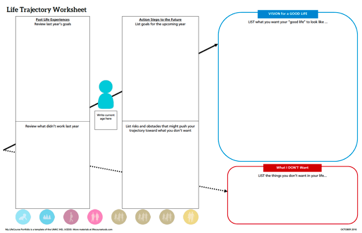 Life Trajectory Worksheet
Past Life Experiences
Review last year's goals
Action Steps to the Future
List goals for the upcoming year
VISION for a GOOD LIFE
LIST what you want your "good life" to look like ...
Write current
age here
Review what didn't work last year
List risks and obstacles that might push your
trajectory toward what you don't want
What I DON'T Want
LIST the things you don't want in your life...
OCTOBER